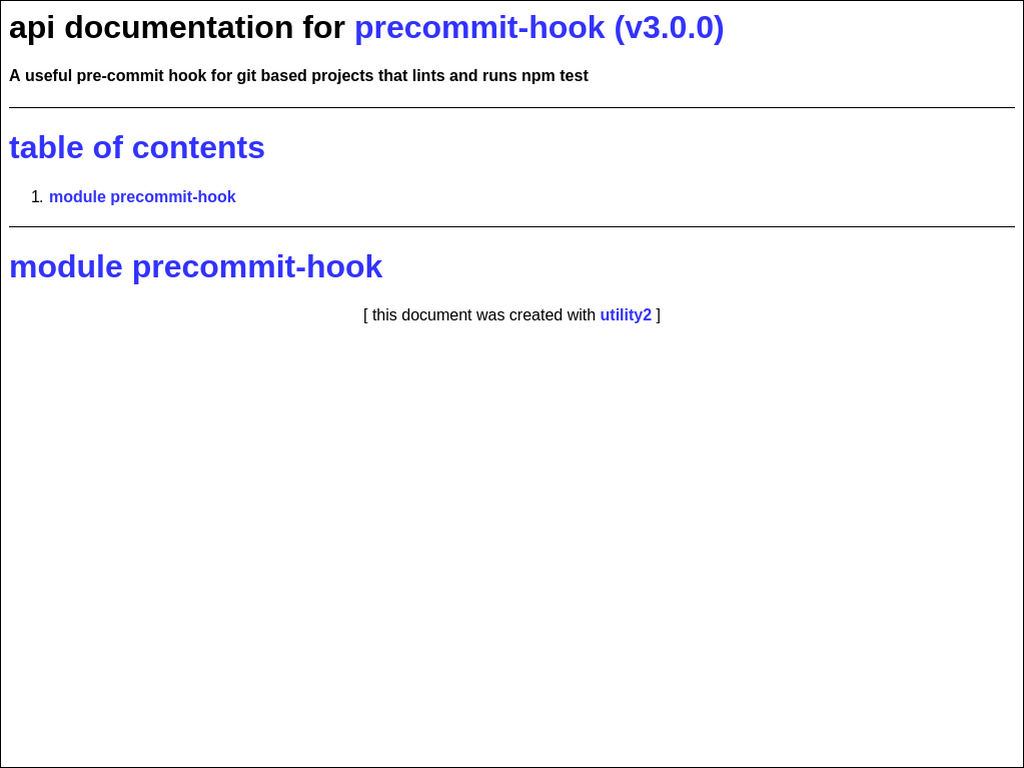 api documentation for precommit-hook (v3.0.0)
A useful pre-commit hook for git based projects that lints and runs npm test
table of contents
1. module precommit-hook
module precommit-hook
[ this document was created with utility2 ]